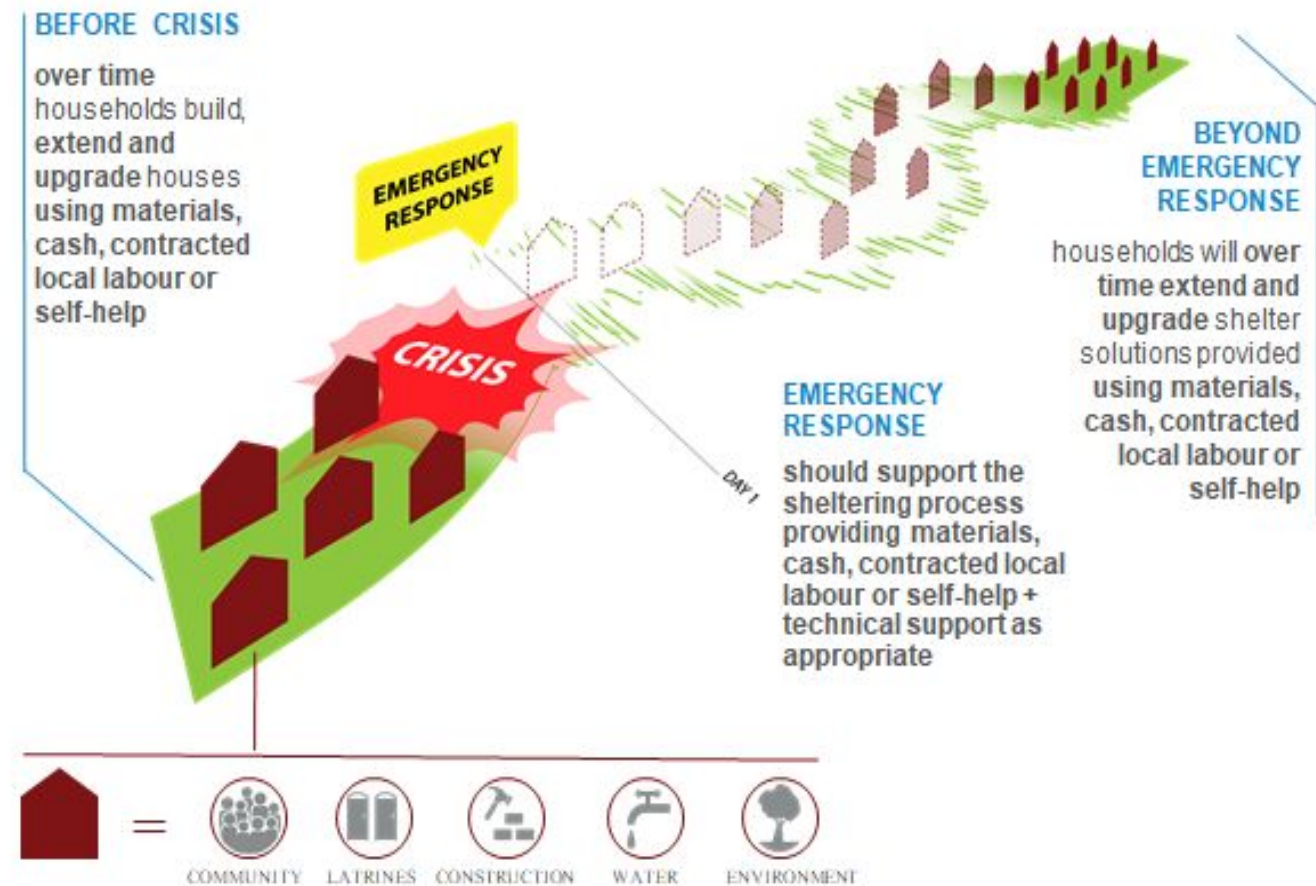 BEFORE CRISIS
over time
households build,
extend and
upgrade houses
using materials,
cash, contracted
local labour or
self-help
EMERGENCY
RESPONSE
CRISIS
DAY 1
EMERGENCY
RESPONSE
should support the
sheltering process
providing materials,
cash, contracted local
labour or self-help +
technical support as
appropriate
BEYOND
EMERGENCY
RESPONSE
households will over
time extend and
upgrade shelter
solutions provided
using materials,
cash, contracted
local labour or
self-help
=
COMMUNITY LATRINES CONSTRUCTION WATER ENVIRONMENT